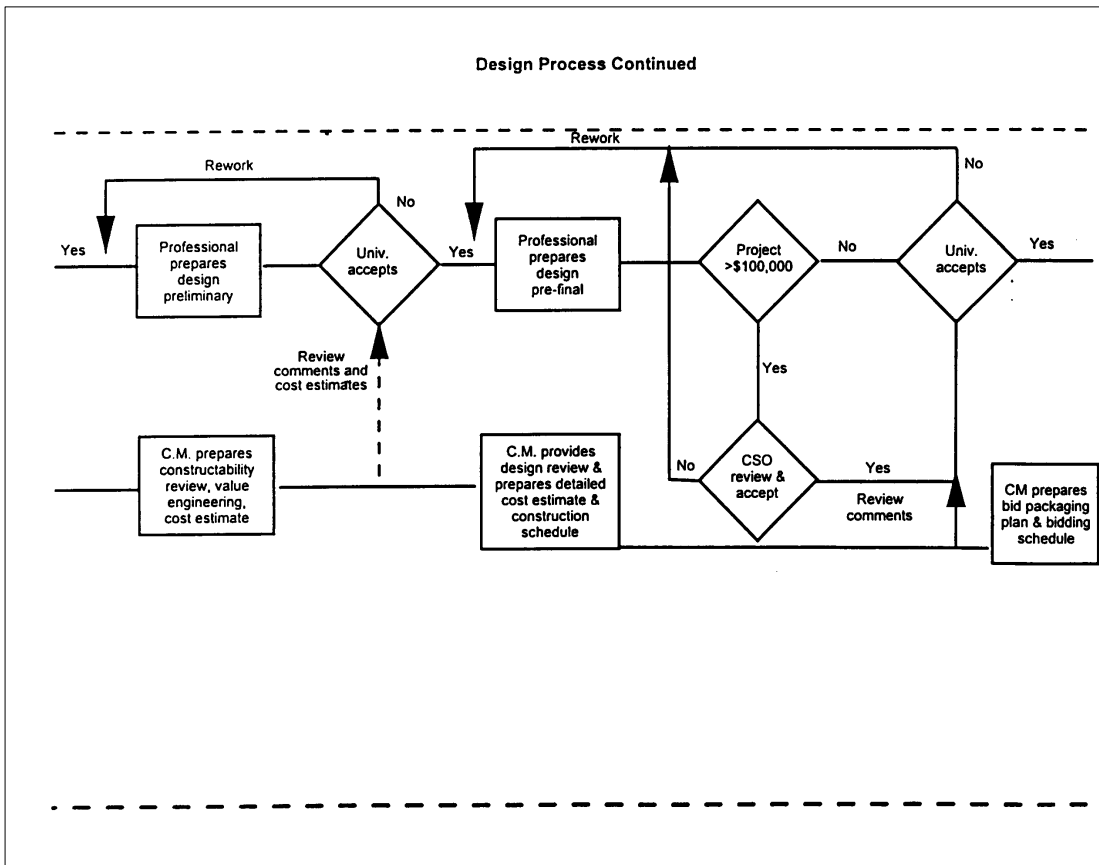 Design Process Continued
Rework
Rework
No
No
Yes
Professional
prepares
design
preliminary
Univ.
accepts
Yes
Professional
prepares
design
pre-final
Project
>$100,000
No
Univ.
accepts
Yes
Review
comments and
cost estimates
Yes
C.M. prepares
constructability
review, value
engineering,
cost estimate
C.M. provides
design review &
prepares detailed
cost estimate &
construction
schedule
No
CSO
review &
accept
Yes
Review
comments
CM prepares
bid packaging
plan & bidding
schedule